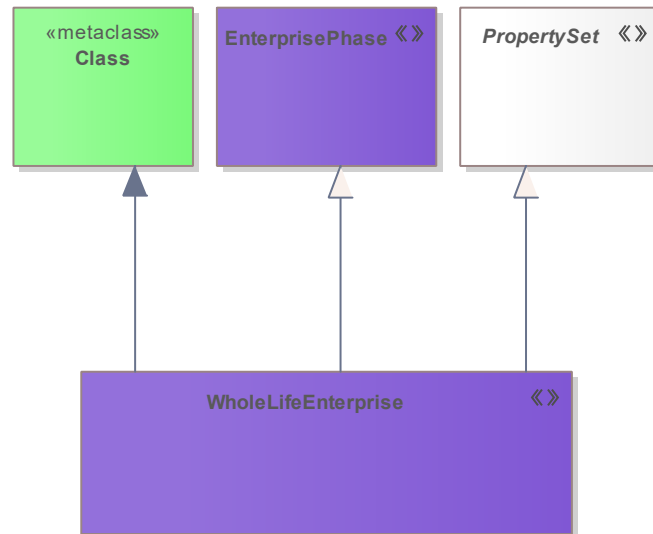 «metaclass»
Class
EnterprisePhase «»
PropertySet «»
WholeLifeEnterprise «»